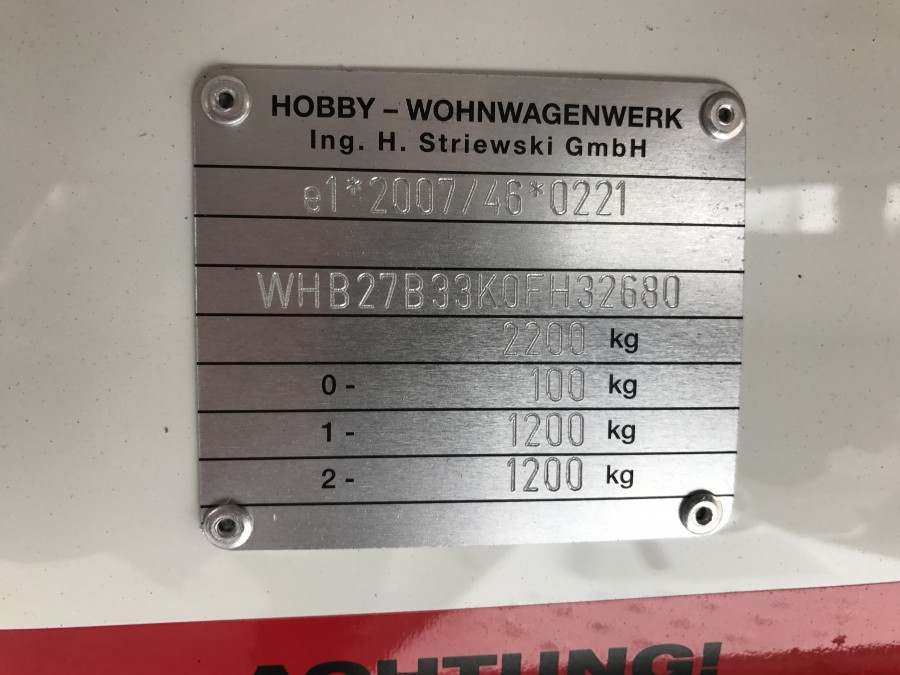 HOBBY – WOHNWAGENWERK
Ing. H. Striewski GmbH
e1*2007/46*0221
WHB27B33K0FH32680
2200 kg
0- 100 kg
1- 1200 kg
2- 1200 kg
ACHTUNG!